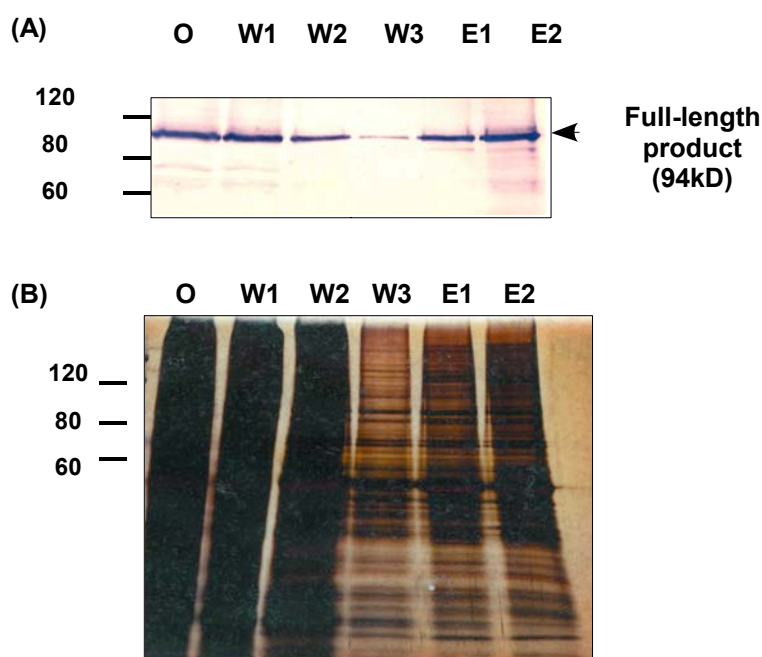 (A)
O W1 W2 W3 E1 E2
120
80
60
Full-length
product
(94kD)
(B)
O W1 W2 W3 E1 E2
120
80
60